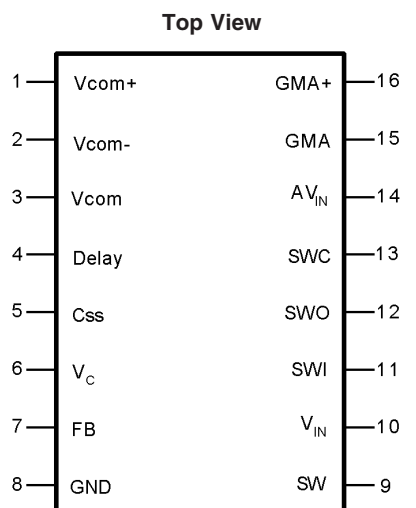 Top View
1 Vcom+ GMA+ 16
2 Vcom- GMA 15
3 Vcom AVIN 14
4 Delay SWC 13
5 Css SWO 12
6 VC SWI 11
7 FB VIN 10
8 GND SW 9